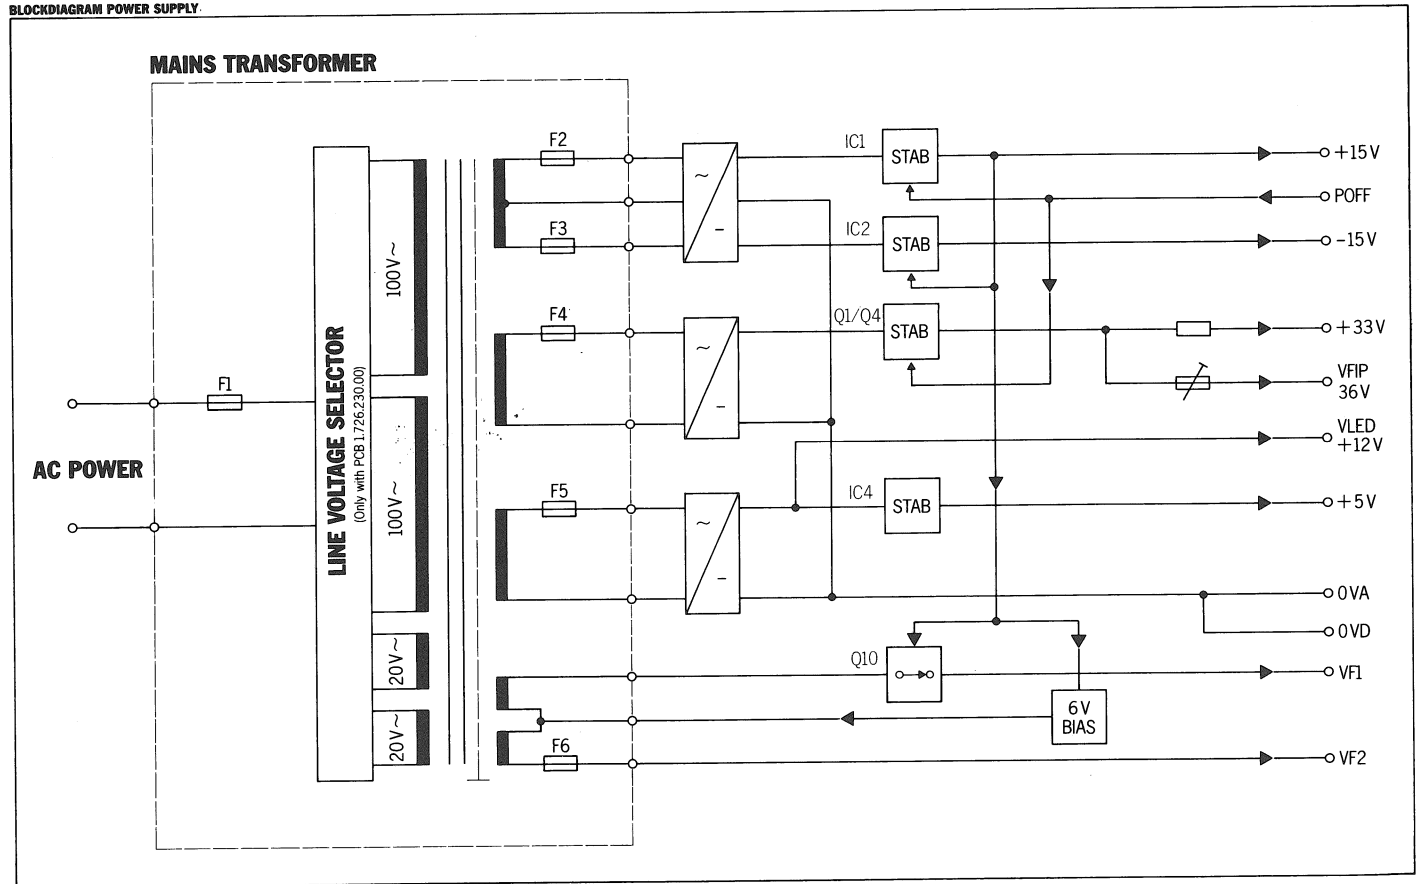 BLOCKDIAGRAM POWER SUPPLY
MAINS TRANSFORMER
F2
IC1
STAB
+15V
POFF
F3
IC2
STAB
-15V
100V~
~
–
F4
Q1/Q4
STAB
+33V
VFIP
36V
F1
LINE VOLTAGE SELECTOR
(Only with PCB 1.726.230.00)
~
–
VLED
+12V
AC POWER
100V~
F5
IC4
STAB
+5V
~
–
0VA
0VD
20V~
Q10
VF1
6V
BIAS
20V~
F6
VF2